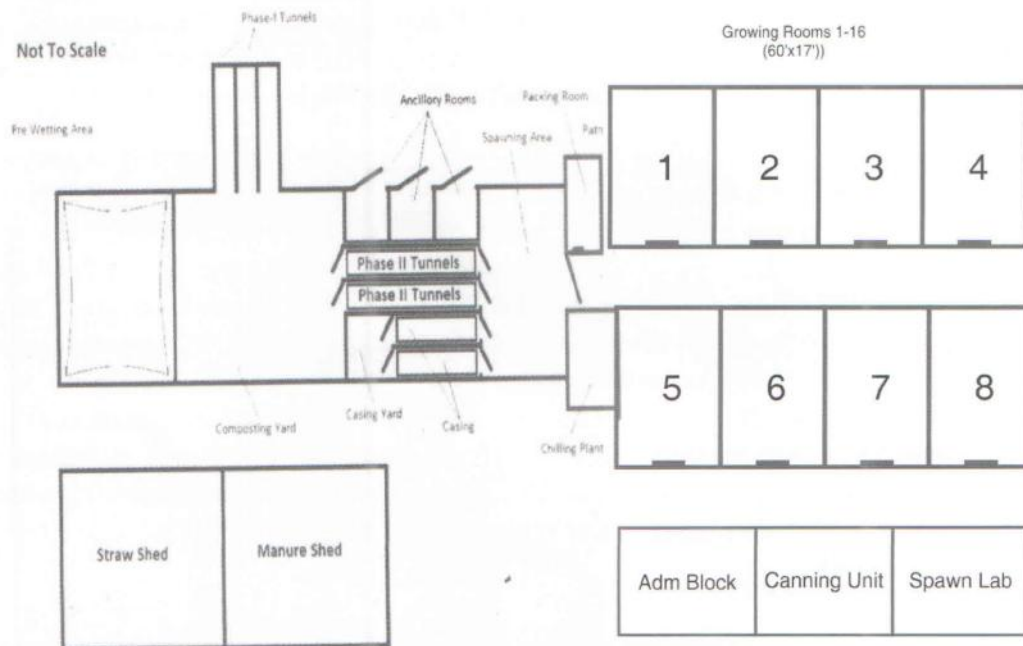 Phase-I Tunnels
Not To Scale
Growing Rooms 1-16
(60'x17'))
Ancillory Rooms
Packing Room
Pre Wetting Area
Spawning Area
Path
1
2
3
4
Phase II Tunnels
Phase II Tunnels
5
6
7
8
Composting Yard
Casing Yard
Casing
Chilling Plant
Straw Shed
Manure Shed
Adm Block
Canning Unit
Spawn Lab